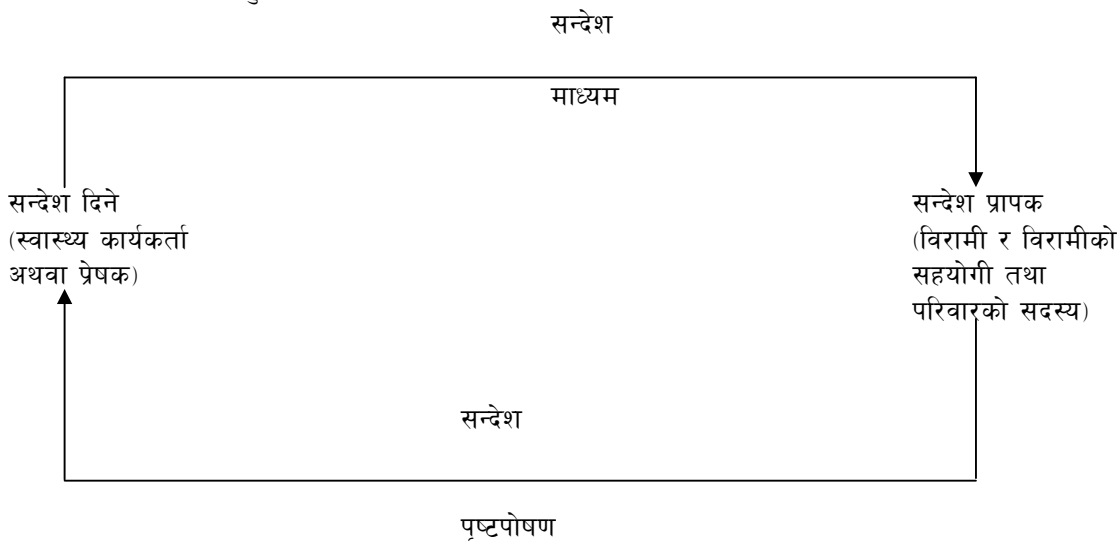 सन्देश
माध्यम
सन्देश दिने
(स्वास्थ्य कार्यकर्ता
अथवा प्रेषक)
सन्देश प्रापक
(विरामी र विरामीको
सहयोगी तथा
परिवारको सदस्य)
सन्देश
पृष्टपोषण